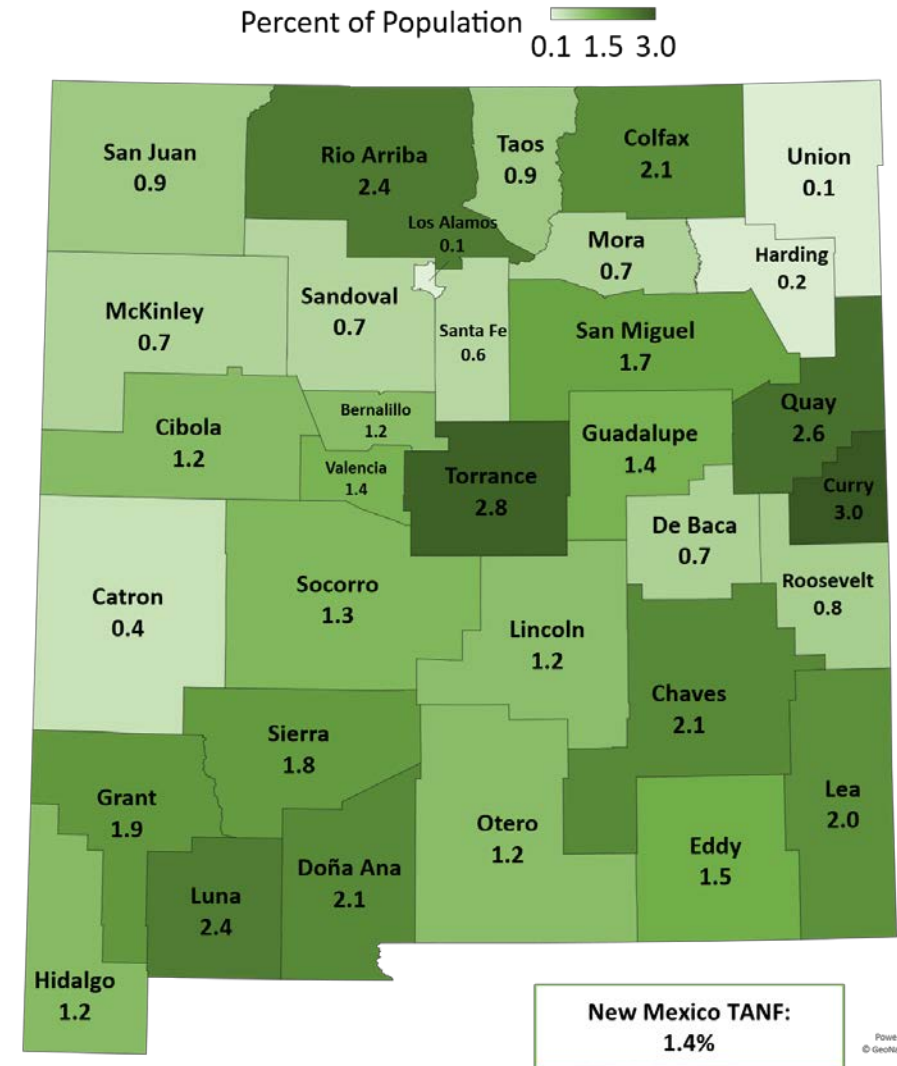 Percent of Population
0.1 1.5 3.0
San Juan
0.9
Rio Arriba
2.4
Taos
0.9
Colfax
2.1
Union
0.1
Los Alamos
0.1
Mora
0.7
Harding
0.2
McKinley
0.7
Sandoval
0.7
Santa Fe
0.6
San Miguel
1.7
Quay
2.6
Cibola
1.2
Bernalillo
1.2
Valencia
1.4
Torrance
2.8
Guadalupe
1.4
Curry
3.0
De Baca
0.7
Roosevelt
0.8
Catron
0.4
Socorro
1.3
Lincoln
1.2
Chaves
2.1
Sierra
1.8
Grant
1.9
Lea
2.0
Otero
1.2
Eddy
1.5
Doña Ana
2.1
Luna
2.4
Hidalgo
1.2
New Mexico TANF:
1.4%